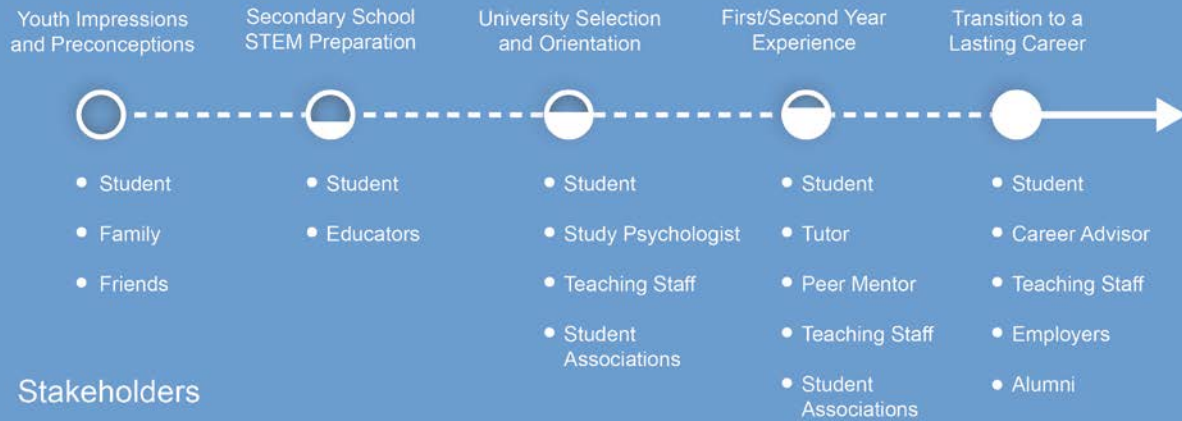 Youth Impressions
and Preconceptions
Secondary School
STEM Preparation
University Selection
and Orientation
First/Second Year
Experience
Transition to a
Lasting Career
Student
Family
Friends
Student
Educators
Student
Study Psychologist
Teaching Staff
Student
Associations
Student
Tutor
Peer Mentor
Teaching Staff
Student
Associations
Student
Career Advisor
Teaching Staff
Employers
Alumni
Stakeholders